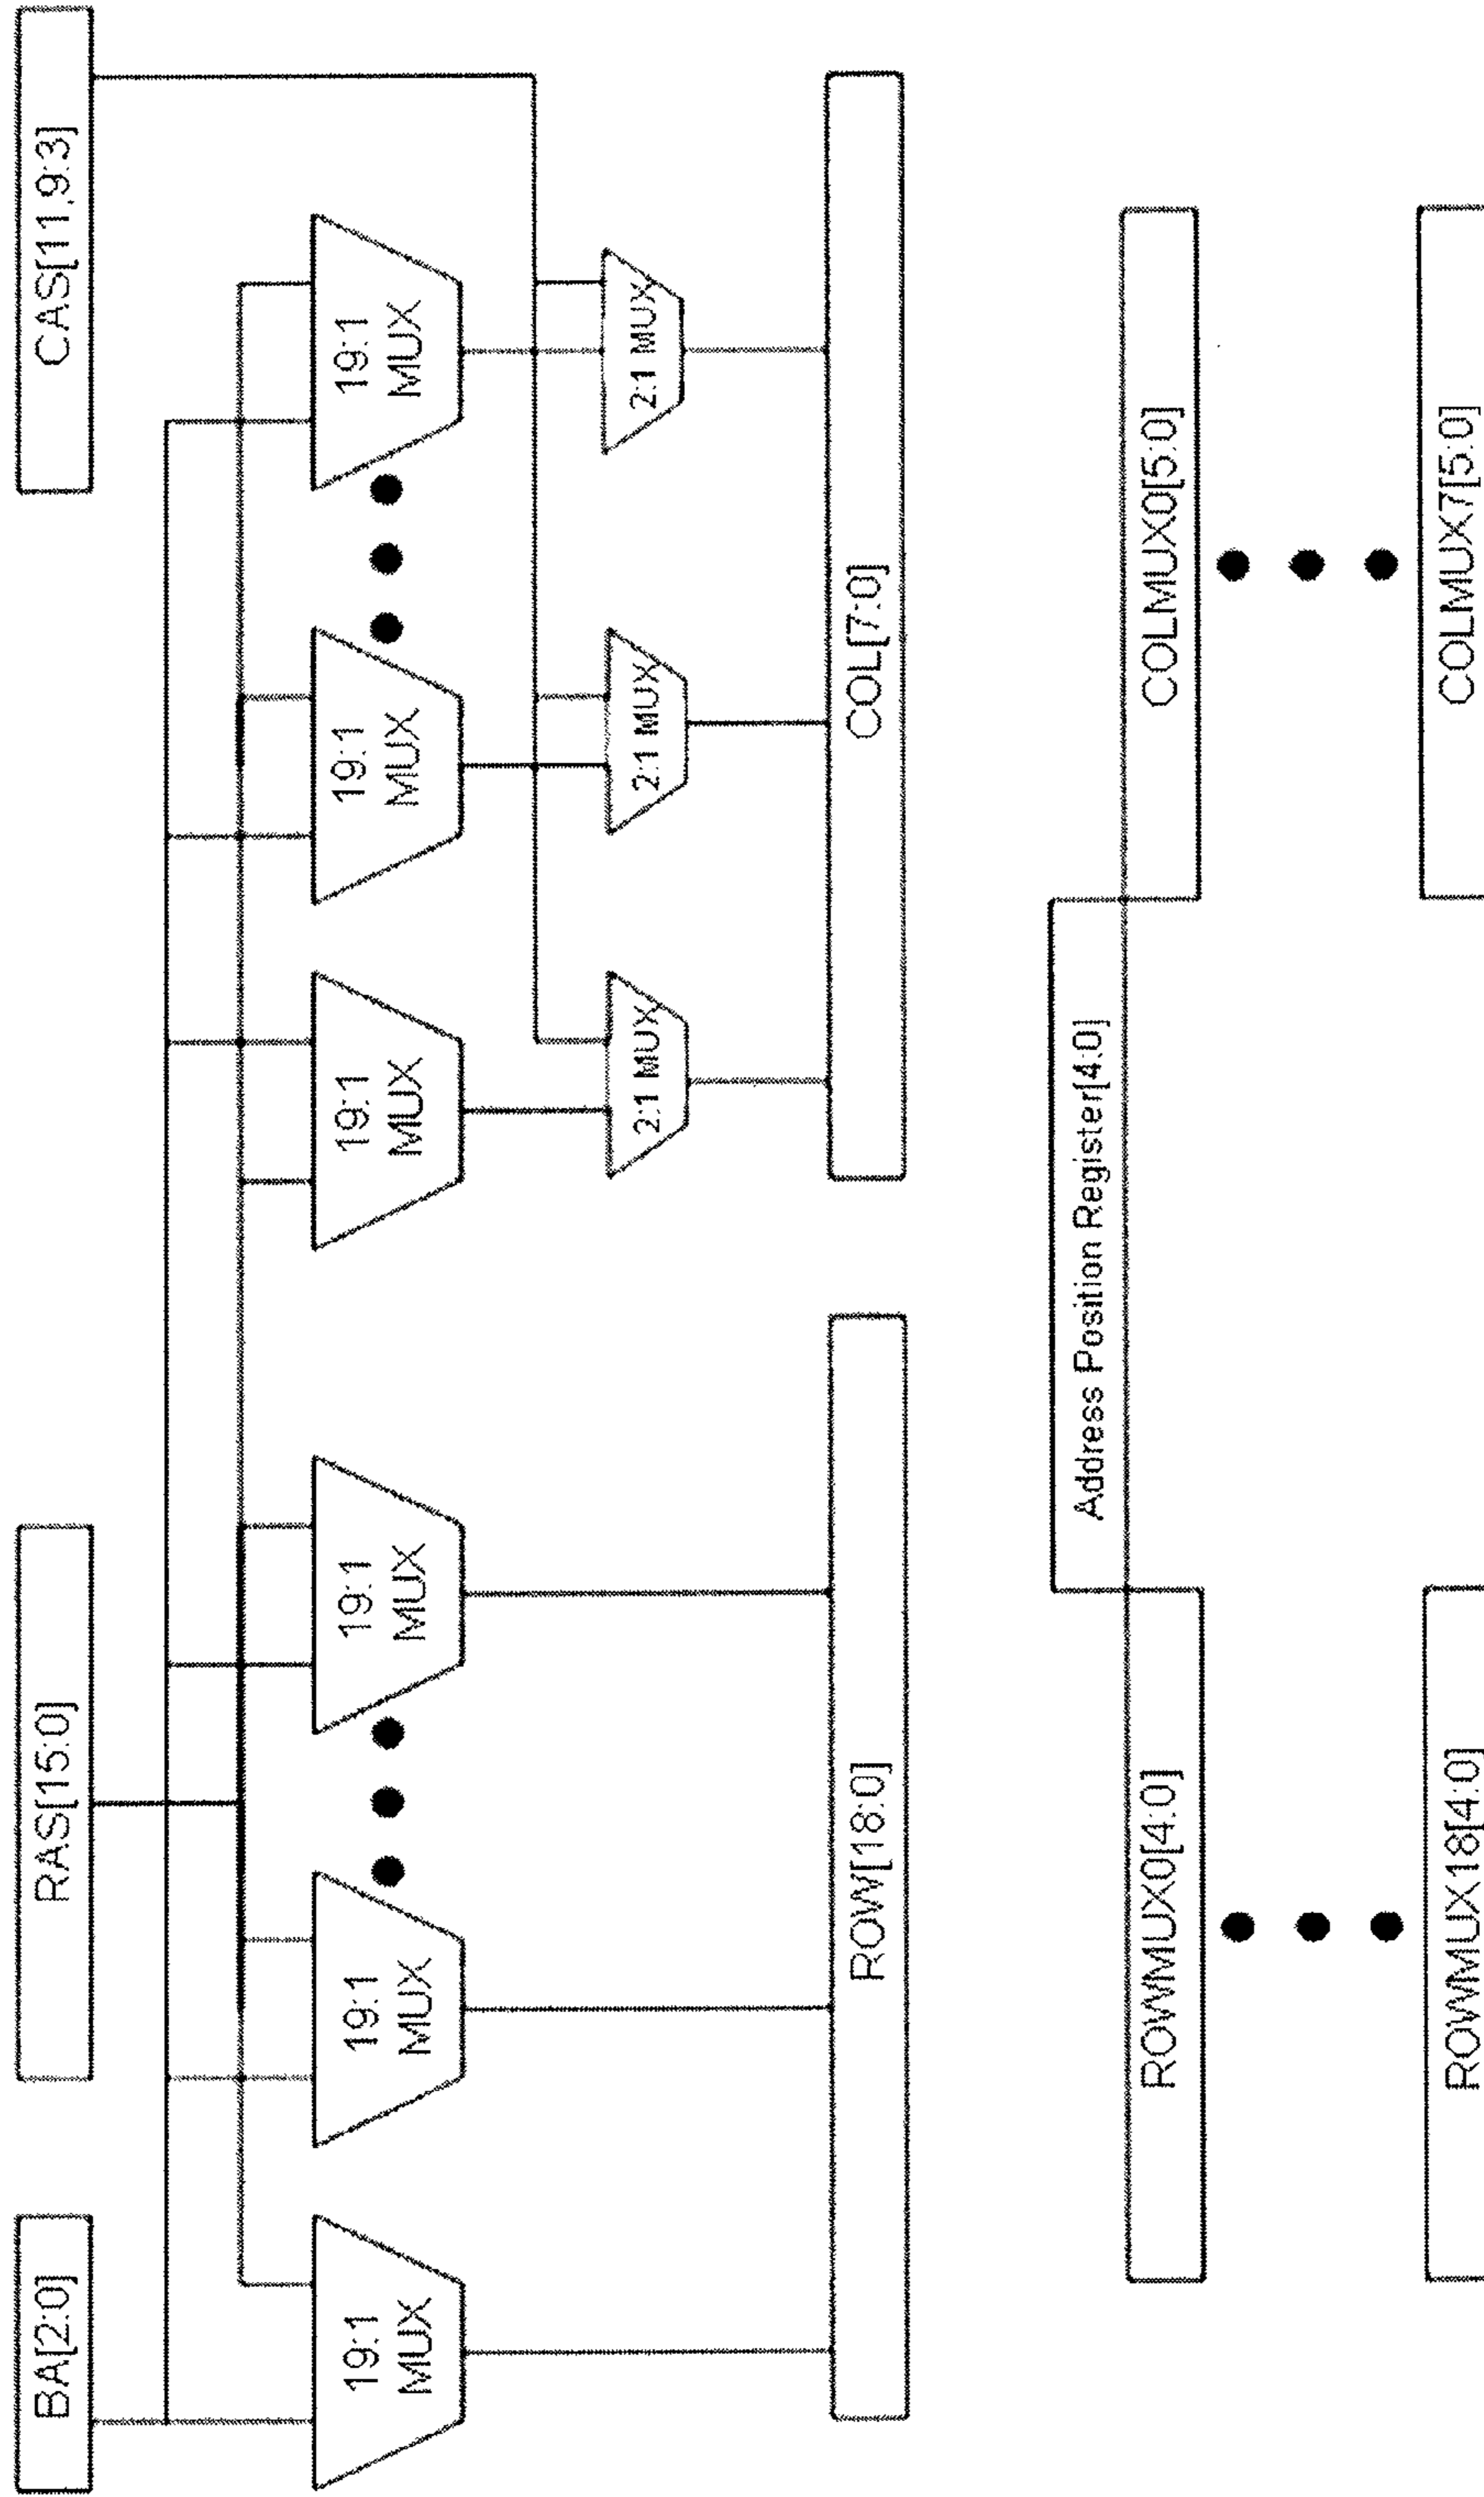 BA[2:0]
RAS[15:0]
CAS[11,9:3]
19:1
MUX
19:1
MUX
19:1
MUX
19:1
MUX
19:1
MUX
19:1
MUX
2:1 MUX
2:1 MUX
2:1 MUX
ROW[18:0]
COL[7:0]
Address Position Register[4:0]
ROWMUX0[4:0]
COLMUX0[5:0]
ROWMUX18[4:0]
COLMUX7[5:0]